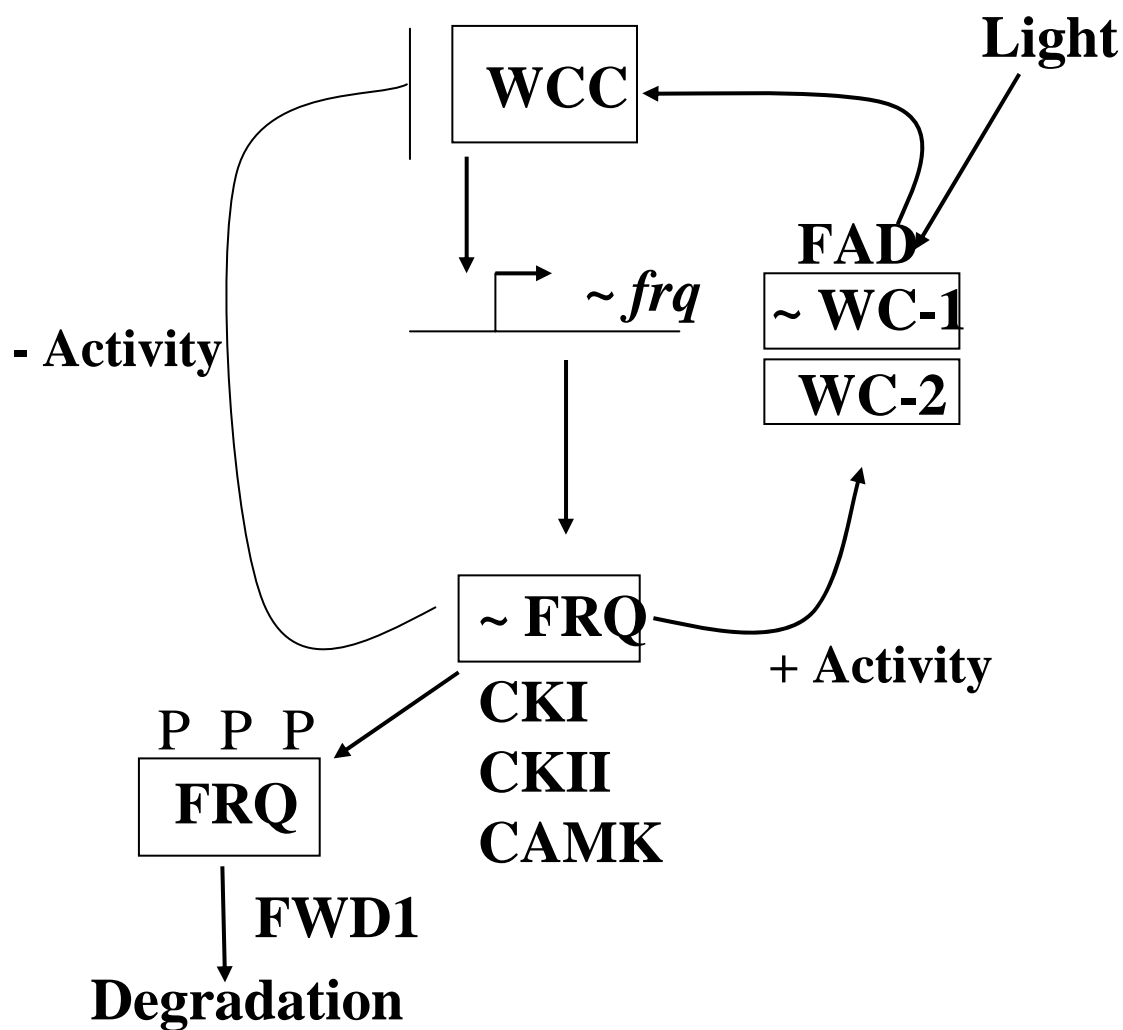 Light
WCC
FAD
~ frq
~ WC-1
- Activity
WC-2
~ FRQ
+ Activity
CKI
P P P
CKII
FRQ
CAMK
FWD1
Degradation